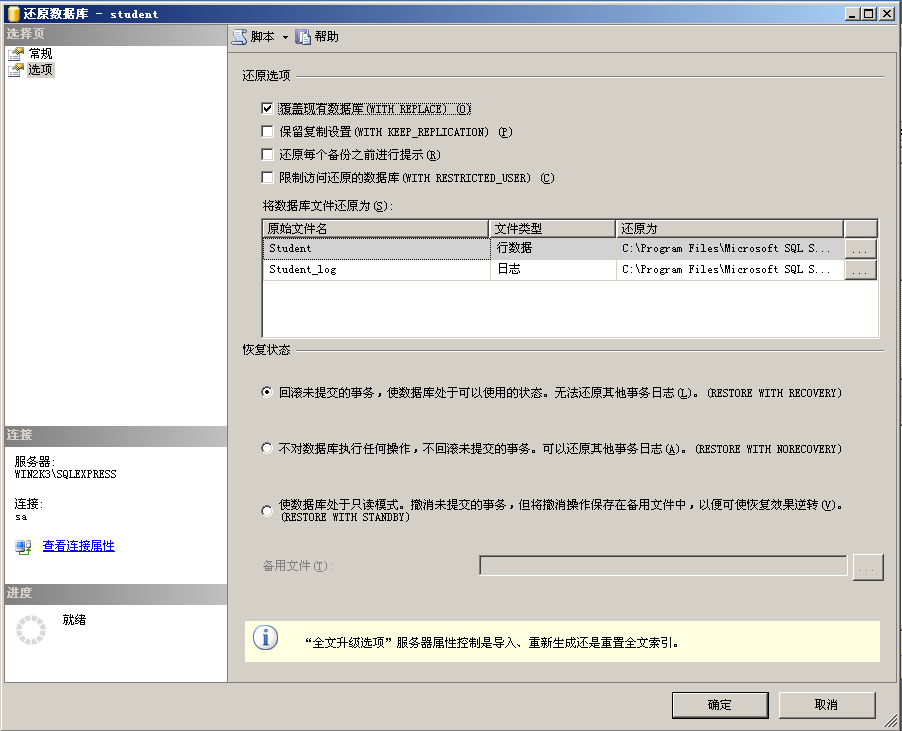 还原数据库 - student
选择页
常规
选项
脚本 帮助
还原选项
覆盖现有数据库(WITH REPLACE) (O)
保留复制设置(WITH KEEP_REPLICATION) (P)
还原每个备份之前进行提示(R)
限制访问还原的数据库(WITH RESTRICTED_USER) (C)
将数据库文件还原为(S):
原始文件名 文件类型 还原为
Student 行数据 C:\Program Files\Microsoft SQL S... ...
Student_log 日志 C:\Program Files\Microsoft SQL S... ...
恢复状态
回滚未提交的事务，使数据库处于可以使用的状态。无法还原其他事务日志(L)。(RESTORE WITH RECOVERY)
不对数据库执行任何操作，不回滚未提交的事务。可以还原其他事务日志(A)。(RESTORE WITH NORECOVERY)
使数据库处于只读模式。撤消未提交的事务，但将撤消操作保存在备用文件中，以便可使恢复效果逆转(V)。
(RESTORE WITH STANDBY)
备用文件(T): ...
连接
服务器:
WIN2K3\SQLEXPRESS
连接:
sa
查看连接属性
进度
就绪
“全文升级选项”服务器属性控制是导入、重新生成还是重置全文索引。
确定 取消